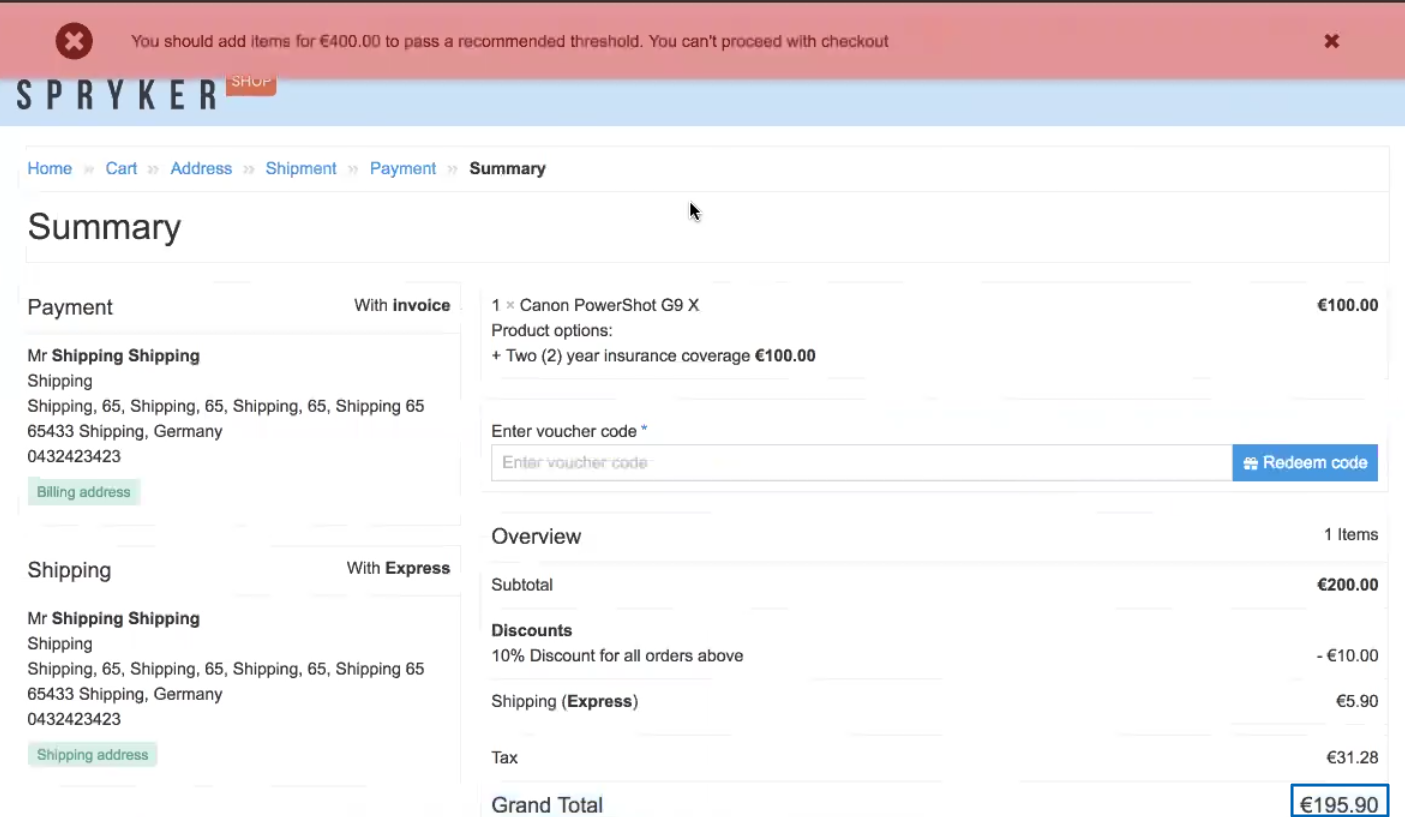 You should add items for €400.00 to pass a recommended threshold. You can't proceed with checkout
SPRYKER SHOP
Home » Cart » Address » Shipment » Payment » Summary
Summary
Payment With invoice
Mr Shipping Shipping
Shipping
Shipping, 65, Shipping, 65, Shipping, 65, Shipping 65
65433 Shipping, Germany
0432423423
Billing address
Shipping With Express
Mr Shipping Shipping
Shipping
Shipping, 65, Shipping, 65, Shipping, 65, Shipping 65
65433 Shipping, Germany
0432423423
Shipping address
1 × Canon PowerShot G9 X €100.00
Product options:
+ Two (2) year insurance coverage €100.00
Enter voucher code *
Enter voucher code Redeem code
Overview 1 Items
Subtotal €200.00
Discounts
10% Discount for all orders above - €10.00
Shipping (Express) €5.90
Tax €31.28
Grand Total €195.90